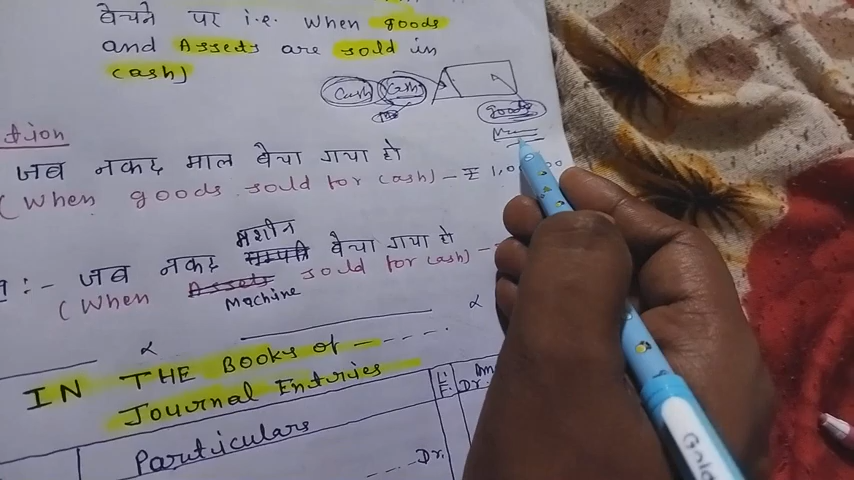 बेचने पर i.e. When goods
and Assets are sold in
cash)
Cash Cash
goods
tion
जब नकद माल बेचा गया हो
(When goods sold for cash) - ₹ 1,0
मशीन
:- जब नकद सम्पत्ति बेचा गया हो
(When Assets sold for cash) -
Machine
IN THE Books of - - - - -
Journal Entries
Particulars L.F. Dr.
- - - - Dr.
Gold